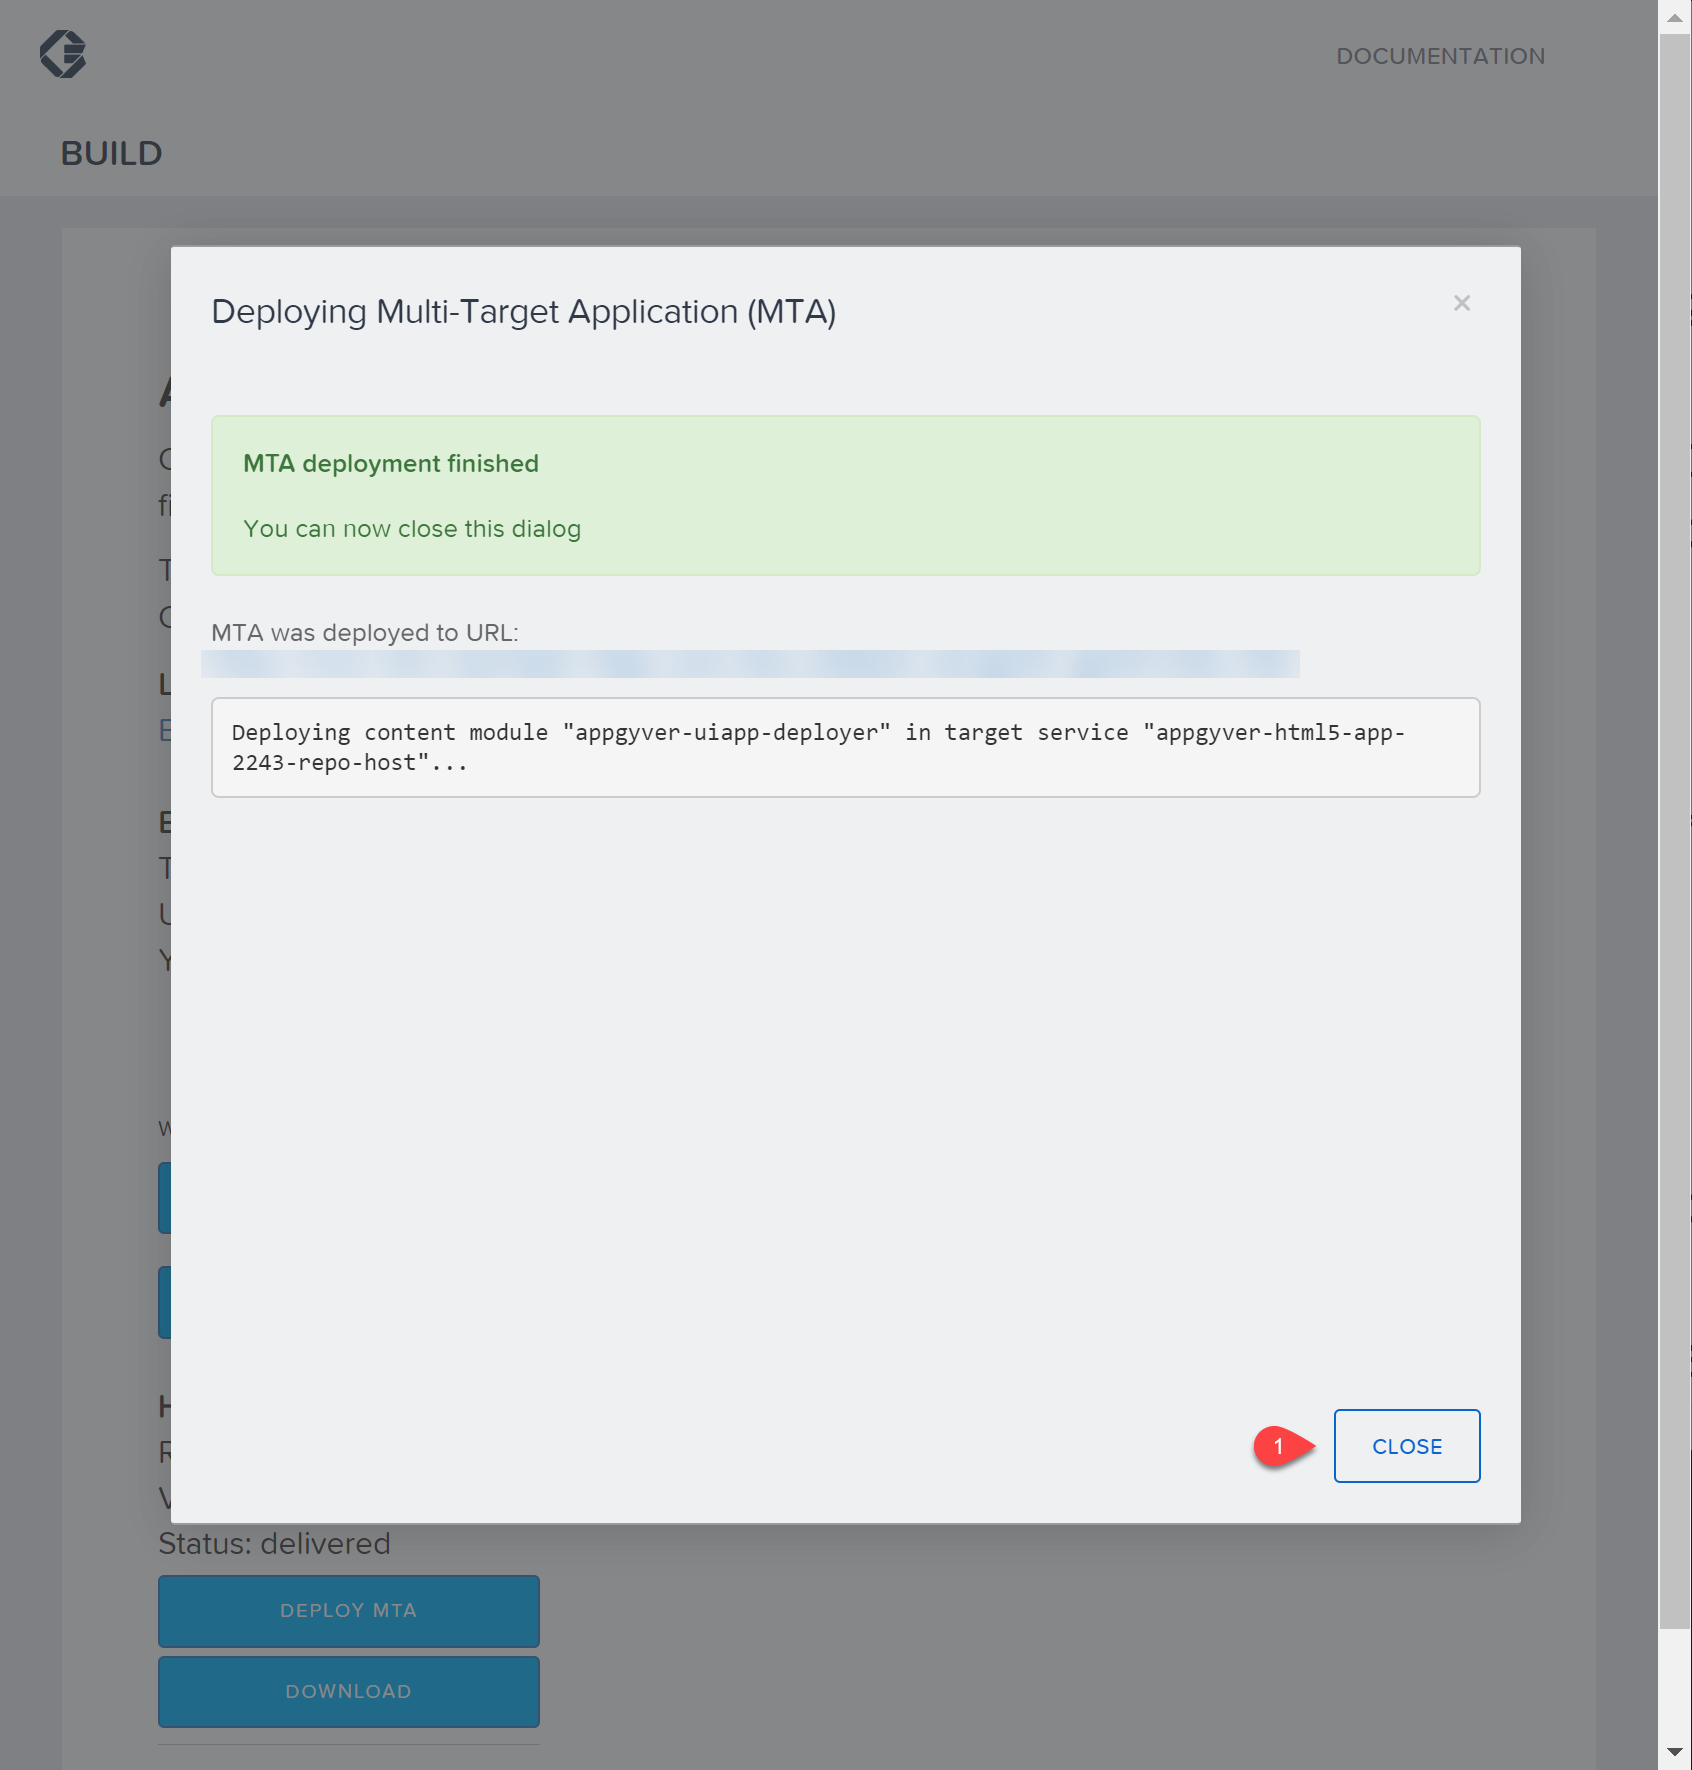 DOCUMENTATION
BUILD
Deploying Multi-Target Application (MTA)
×
MTA deployment finished
You can now close this dialog
MTA was deployed to URL:
Deploying content module "appgyver-uiapp-deployer" in target service "appgyver-html5-app-
2243-repo-host"...
1
CLOSE
Status: delivered
DEPLOY MTA
DOWNLOAD